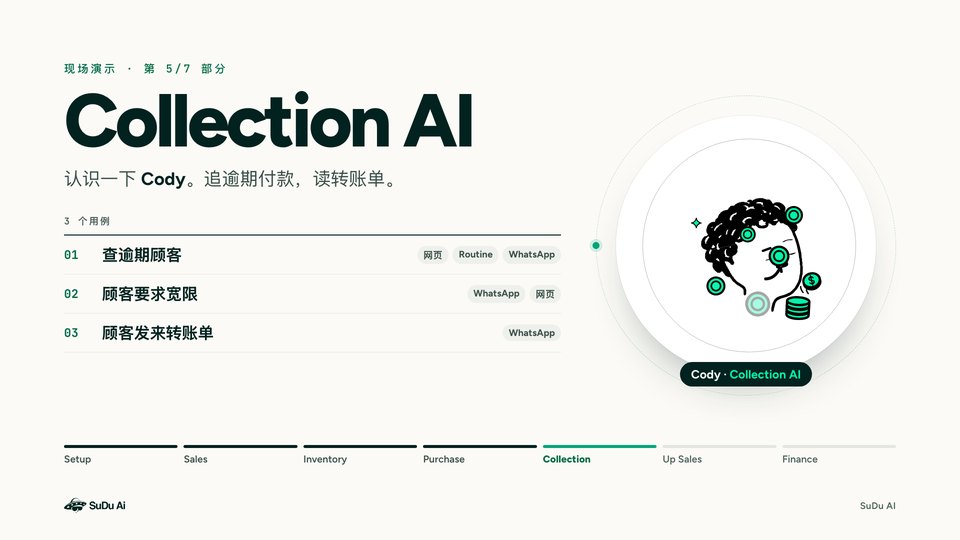 现场演示 · 第 5/7 部分
Collection AI
认识一下 Cody。追逾期付款，读转账单。
3 个用例
01 查逾期顾客 网页 Routine WhatsApp
02 顾客要求宽限 WhatsApp 网页
03 顾客发来转账单 WhatsApp
$
Cody · Collection AI
Setup Sales Inventory Purchase Collection Up Sales Finance
SuDu Ai SuDu AI